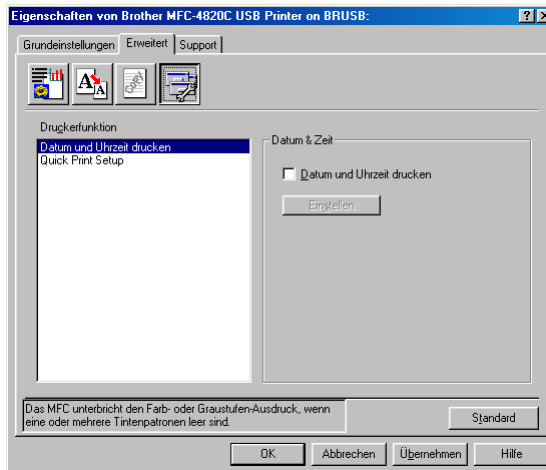 Eigenschaften von Brother MFC-4820C USB Printer on BRUSB:
Grundeinstellungen Erweitert Support
Copy
Druckerfunktion
Datum und Uhrzeit drucken
Quick Print Setup
Datum & Zeit
Datum und Uhrzeit drucken
Einstellen
Das MFC unterbricht den Farb- oder Graustufen-Ausdruck, wenn
eine oder mehrere Tintenpatronen leer sind.
Standard
OK Abbrechen Übernehmen Hilfe